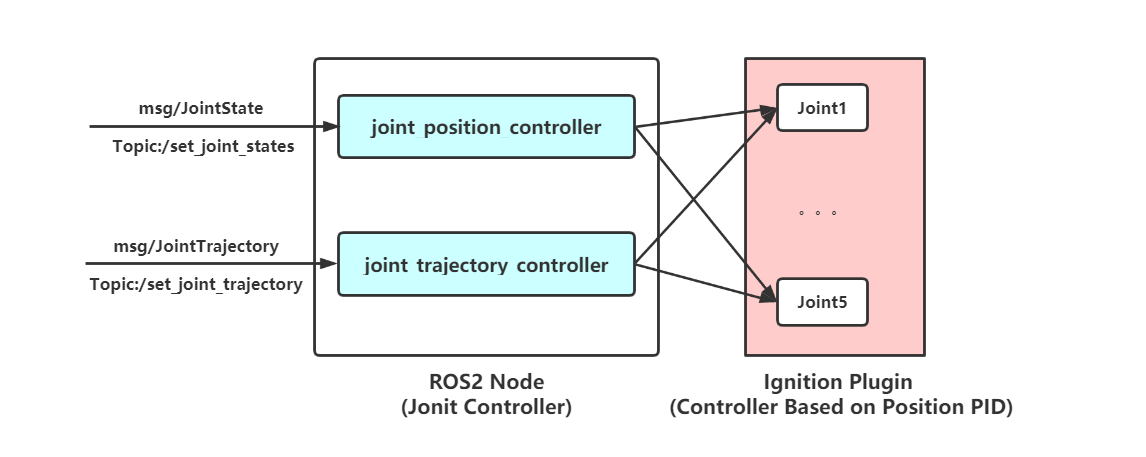 msg/JointState
Topic:/set_joint_states
joint position controller
msg/JointTrajectory
Topic:/set_joint_trajectory
joint trajectory controller
Joint1
。。。
Joint5
ROS2 Node
(Jonit Controller)
Ignition Plugin
(Controller Based on Position PID)